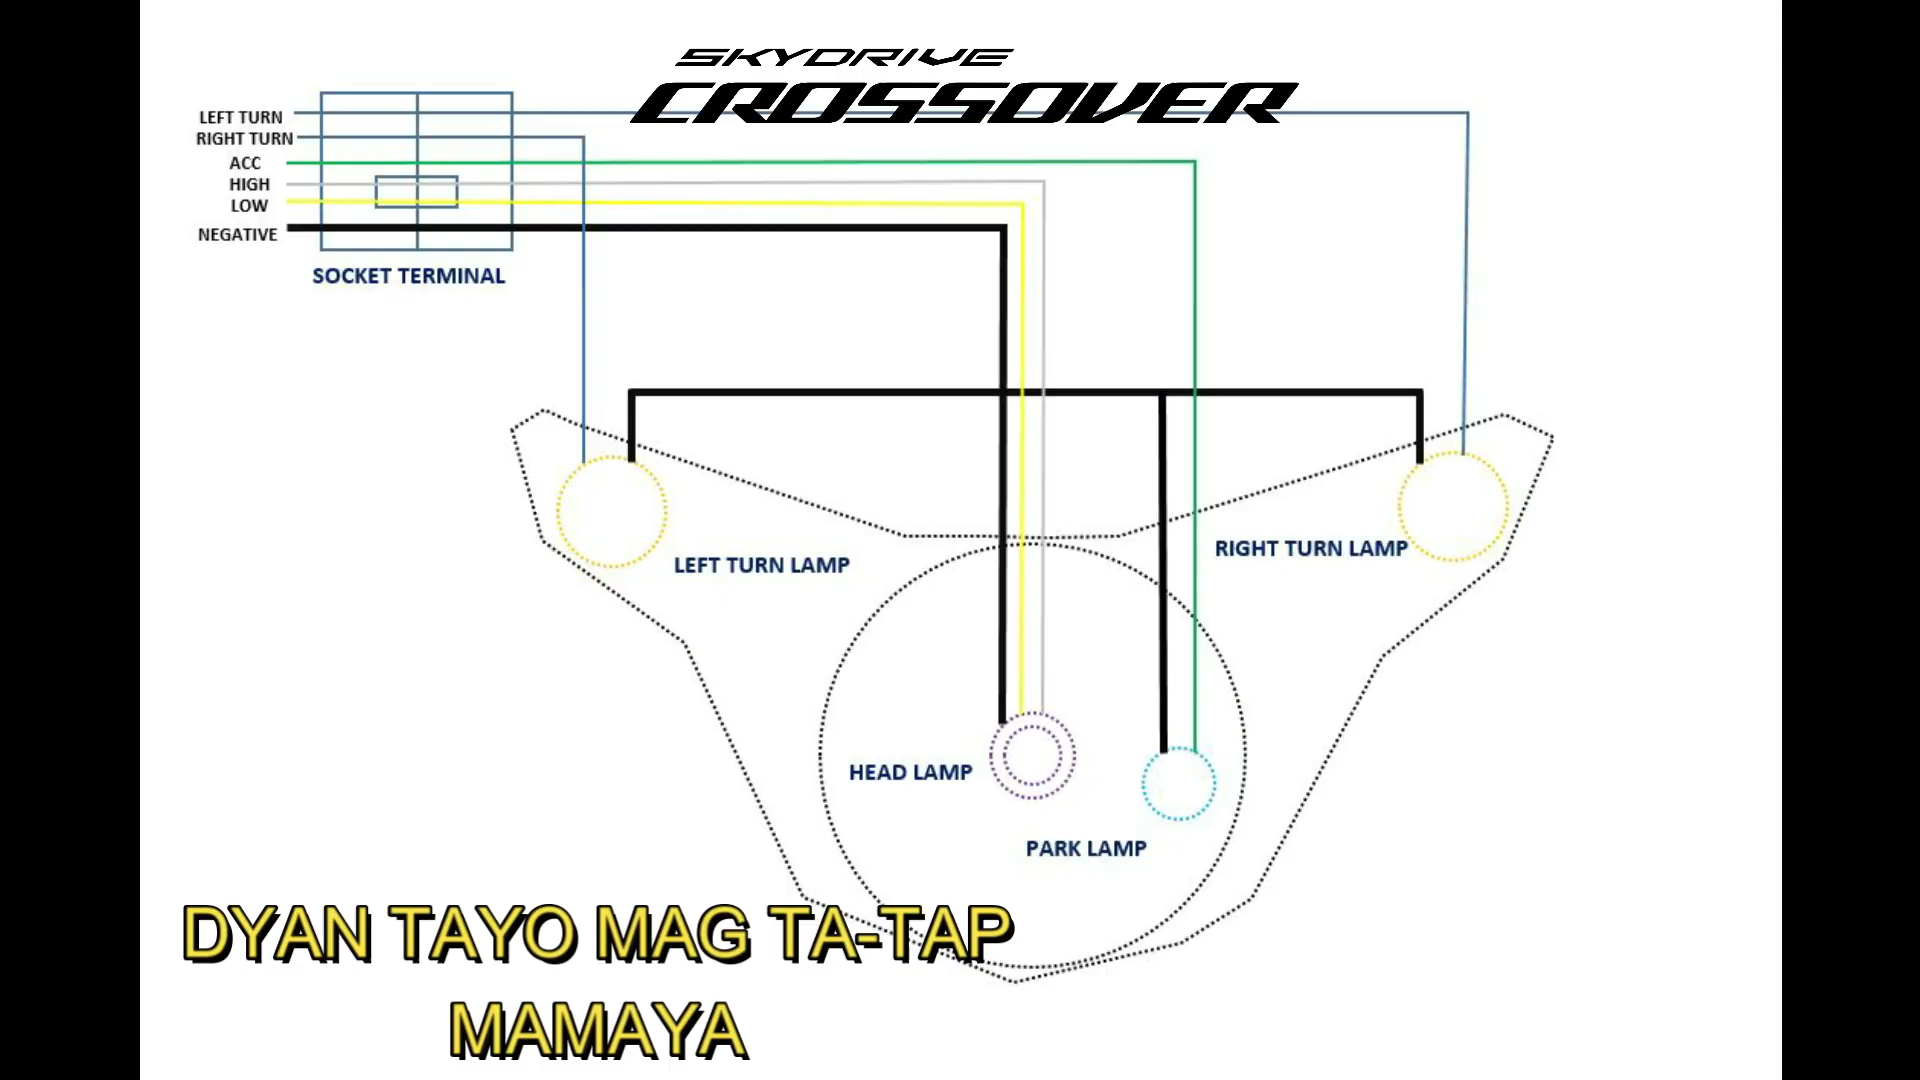 SKYDRIVE
CROSSOVER
LEFT TURN
RIGHT TURN
ACC
HIGH
LOW
NEGATIVE
SOCKET TERMINAL
LEFT TURN LAMP
RIGHT TURN LAMP
HEAD LAMP
PARK LAMP
DYAN TAYO MAG TA-TAP
MAMAYA